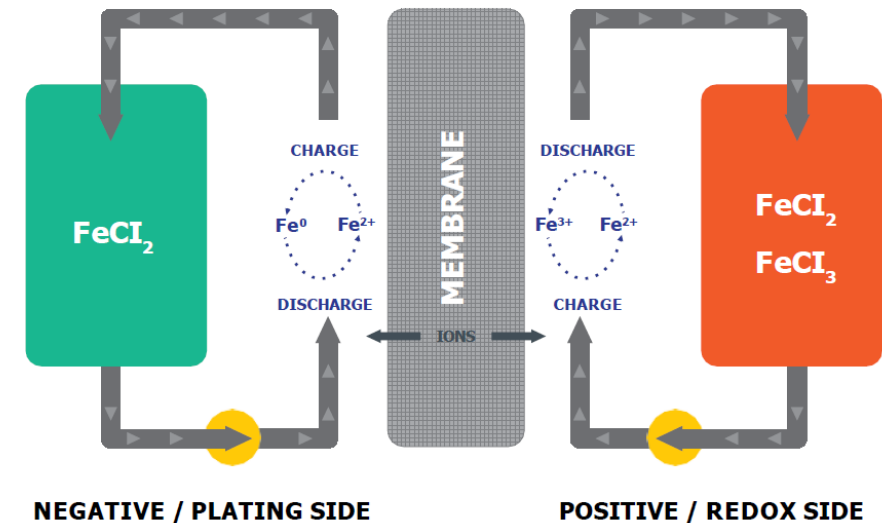 CHARGE
Fe⁰ Fe²⁺
DISCHARGE
FeCI₂
NEGATIVE / PLATING SIDE
MEMBRANE
IONS
DISCHARGE
Fe³⁺ Fe²⁺
CHARGE
FeCI₂
FeCI₃
POSITIVE / REDOX SIDE